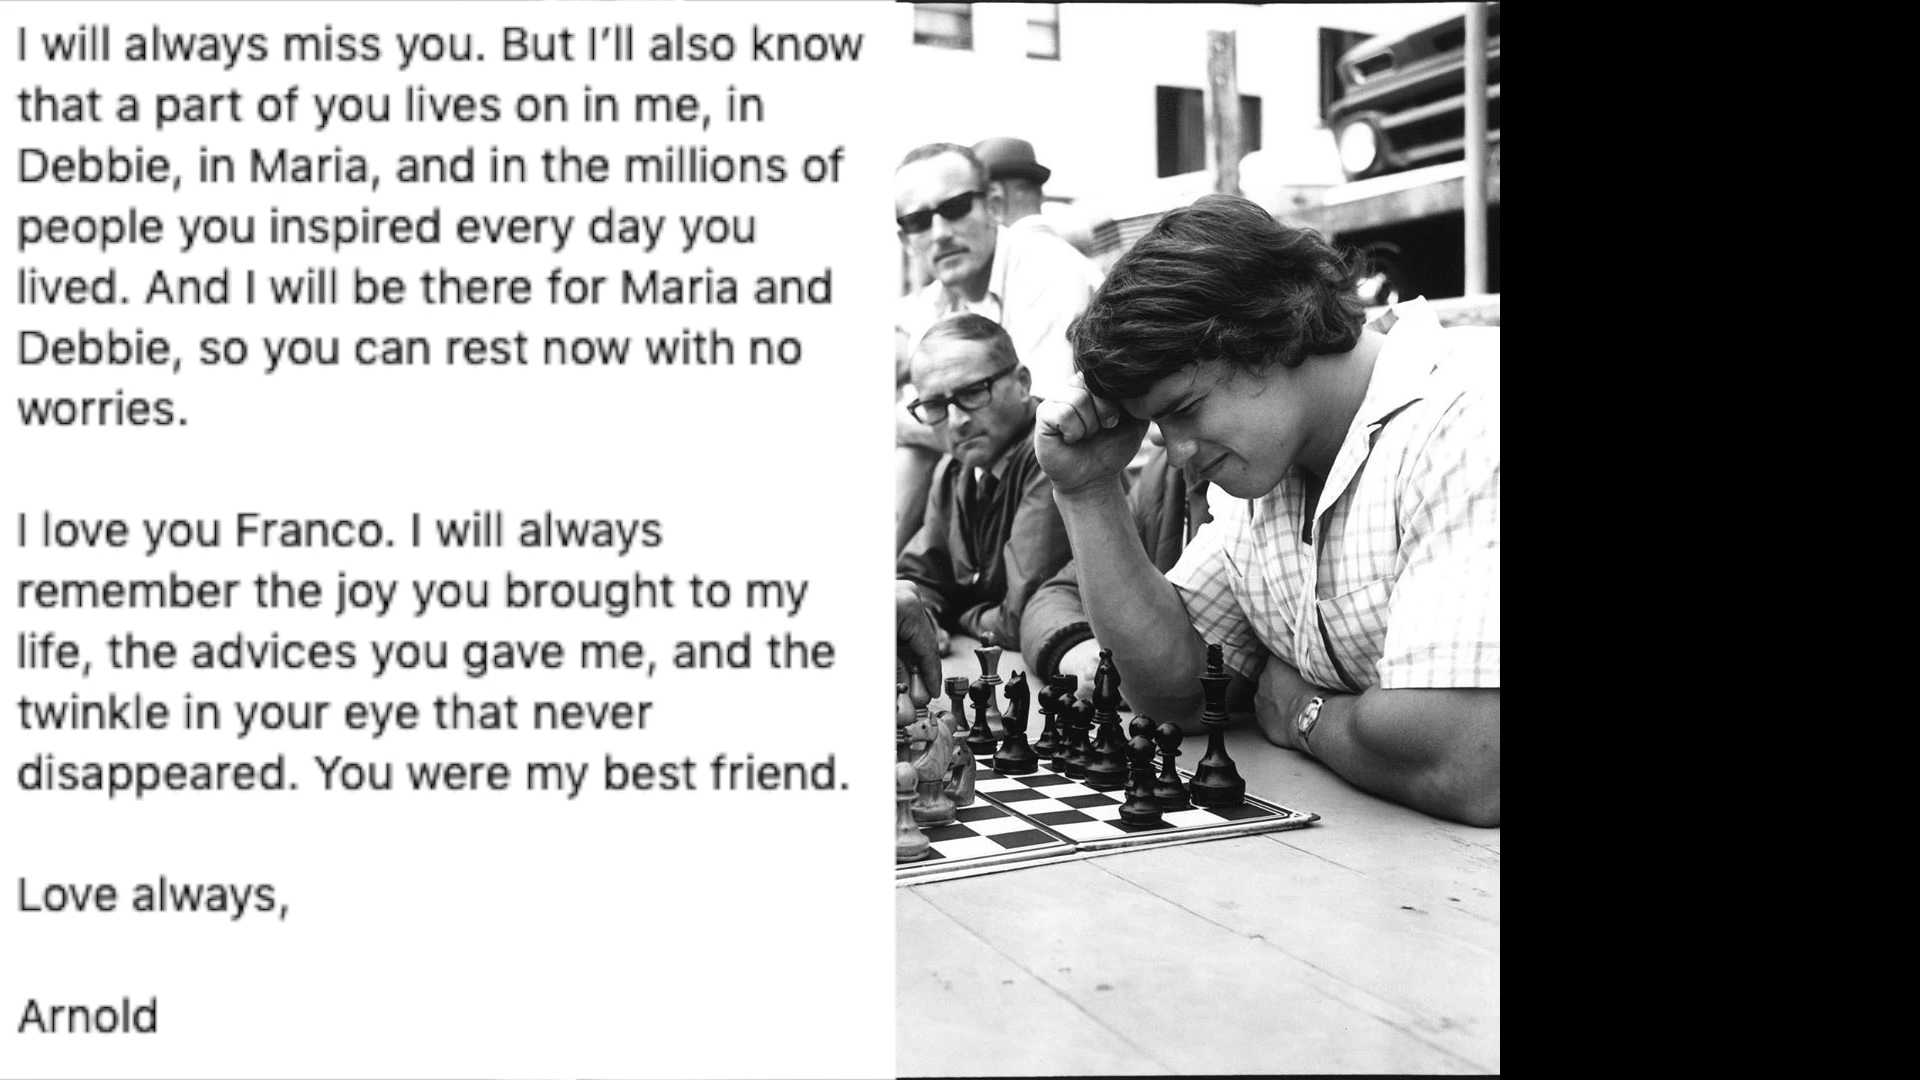 I will always miss you. But I’ll also know
that a part of you lives on in me, in
Debbie, in Maria, and in the millions of
people you inspired every day you
lived. And I will be there for Maria and
Debbie, so you can rest now with no
worries.
I love you Franco. I will always
remember the joy you brought to my
life, the advices you gave me, and the
twinkle in your eye that never
disappeared. You were my best friend.
Love always,
Arnold